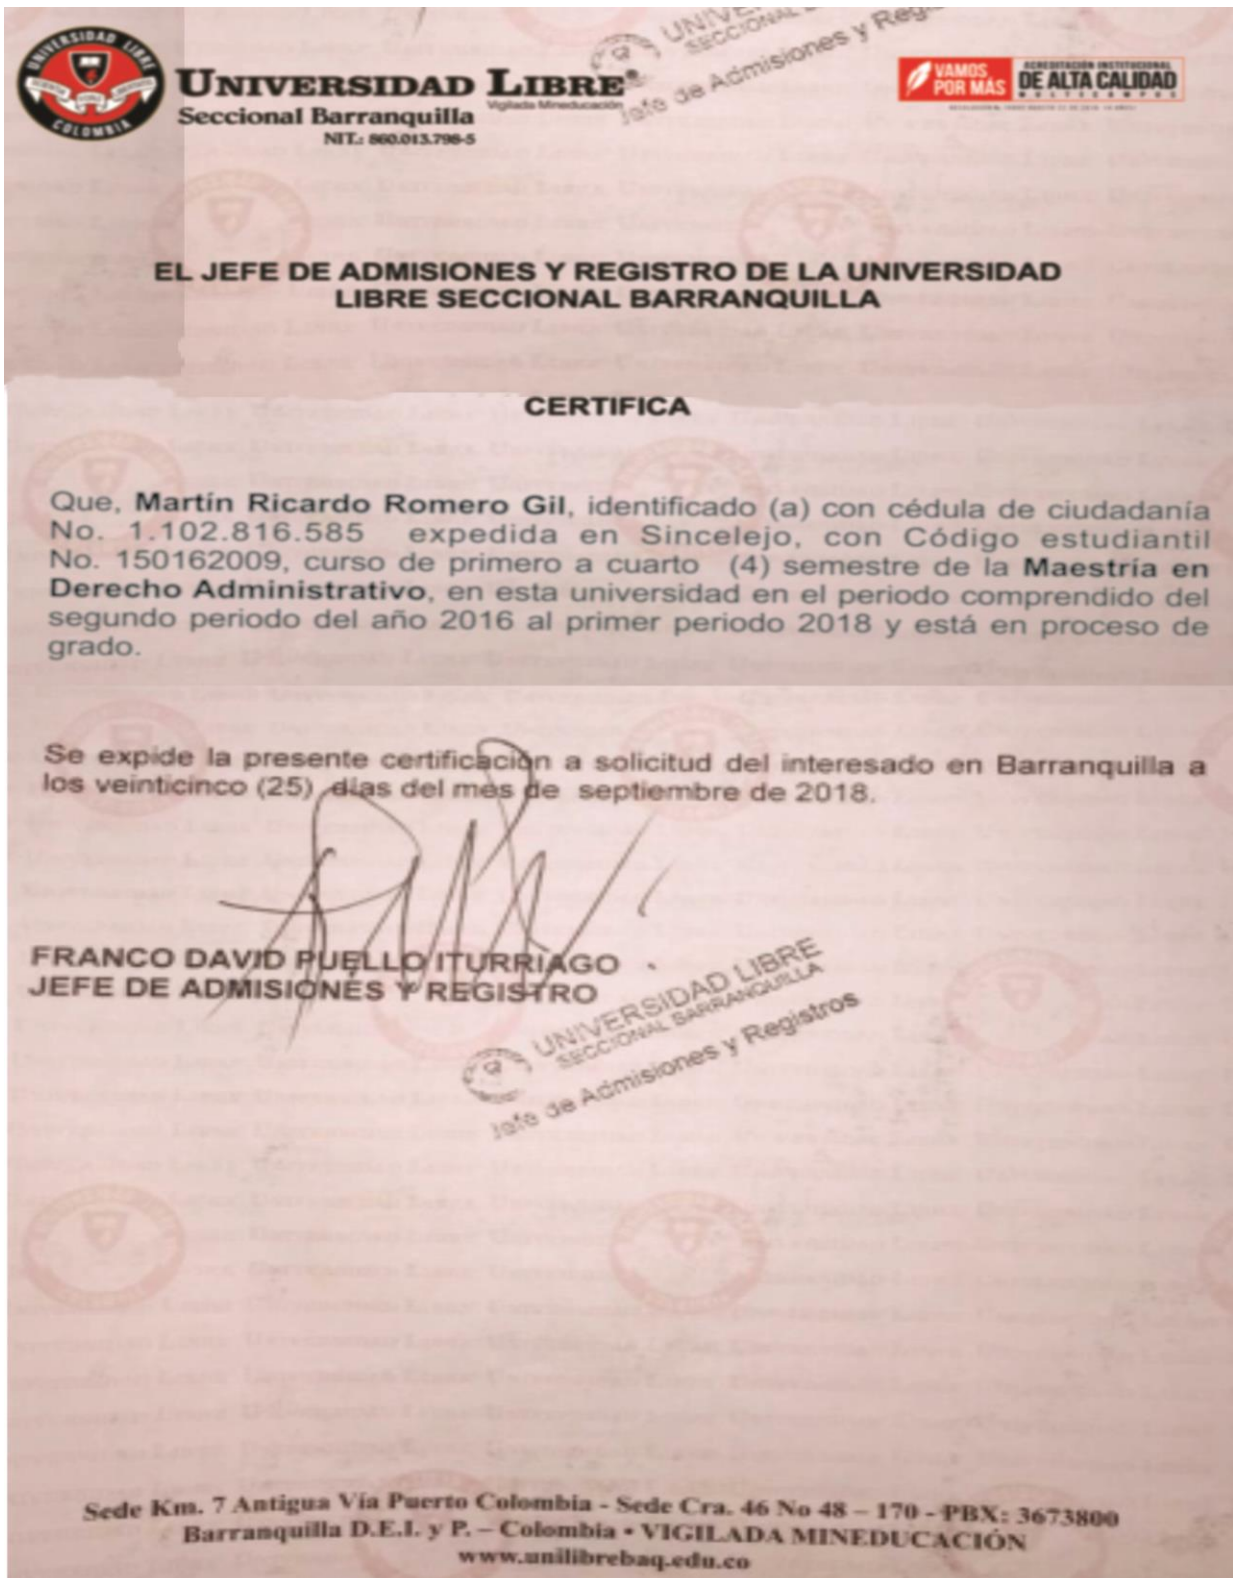 UNIVERSIDAD LIBRE
COLOMBIA
UNIVERSIDAD LIBRE®
Vigilada Mineducación
Seccional Barranquilla
NIT.: 860.013.798-5
SECCIONAL
Jefe de Admisiones y
VAMOS
POR MÁS
ACREDITACIÓN INSTITUCIONAL
DE ALTA CALIDAD
MULTICAMPUS
EL JEFE DE ADMISIONES Y REGISTRO DE LA UNIVERSIDAD
LIBRE SECCIONAL BARRANQUILLA
CERTIFICA
Que, Martín Ricardo Romero Gil, identificado (a) con cédula de ciudadanía
No. 1.102.816.585 expedida en Sincelejo, con Código estudiantil
No. 150162009, curso de primero a cuarto (4) semestre de la Maestría en
Derecho Administrativo, en esta universidad en el periodo comprendido del
segundo periodo del año 2016 al primer periodo 2018 y está en proceso de
grado.
Se expide la presente certificación a solicitud del interesado en Barranquilla a
los veinticinco (25) días del mes de septiembre de 2018.
FRANCO DAVID PUELLO ITURRIAGO
JEFE DE ADMISIONES Y REGISTRO
UNIVERSIDAD LIBRE
SECCIONAL BARRANQUILLA
Jefe de Admisiones y Registros
Sede Km. 7 Antigua Vía Puerto Colombia - Sede Cra. 46 No 48 – 170 - PBX: 3673800
Barranquilla D.E.I. y P. – Colombia • VIGILADA MINEDUCACIÓN
www.unilibrebaq.edu.co